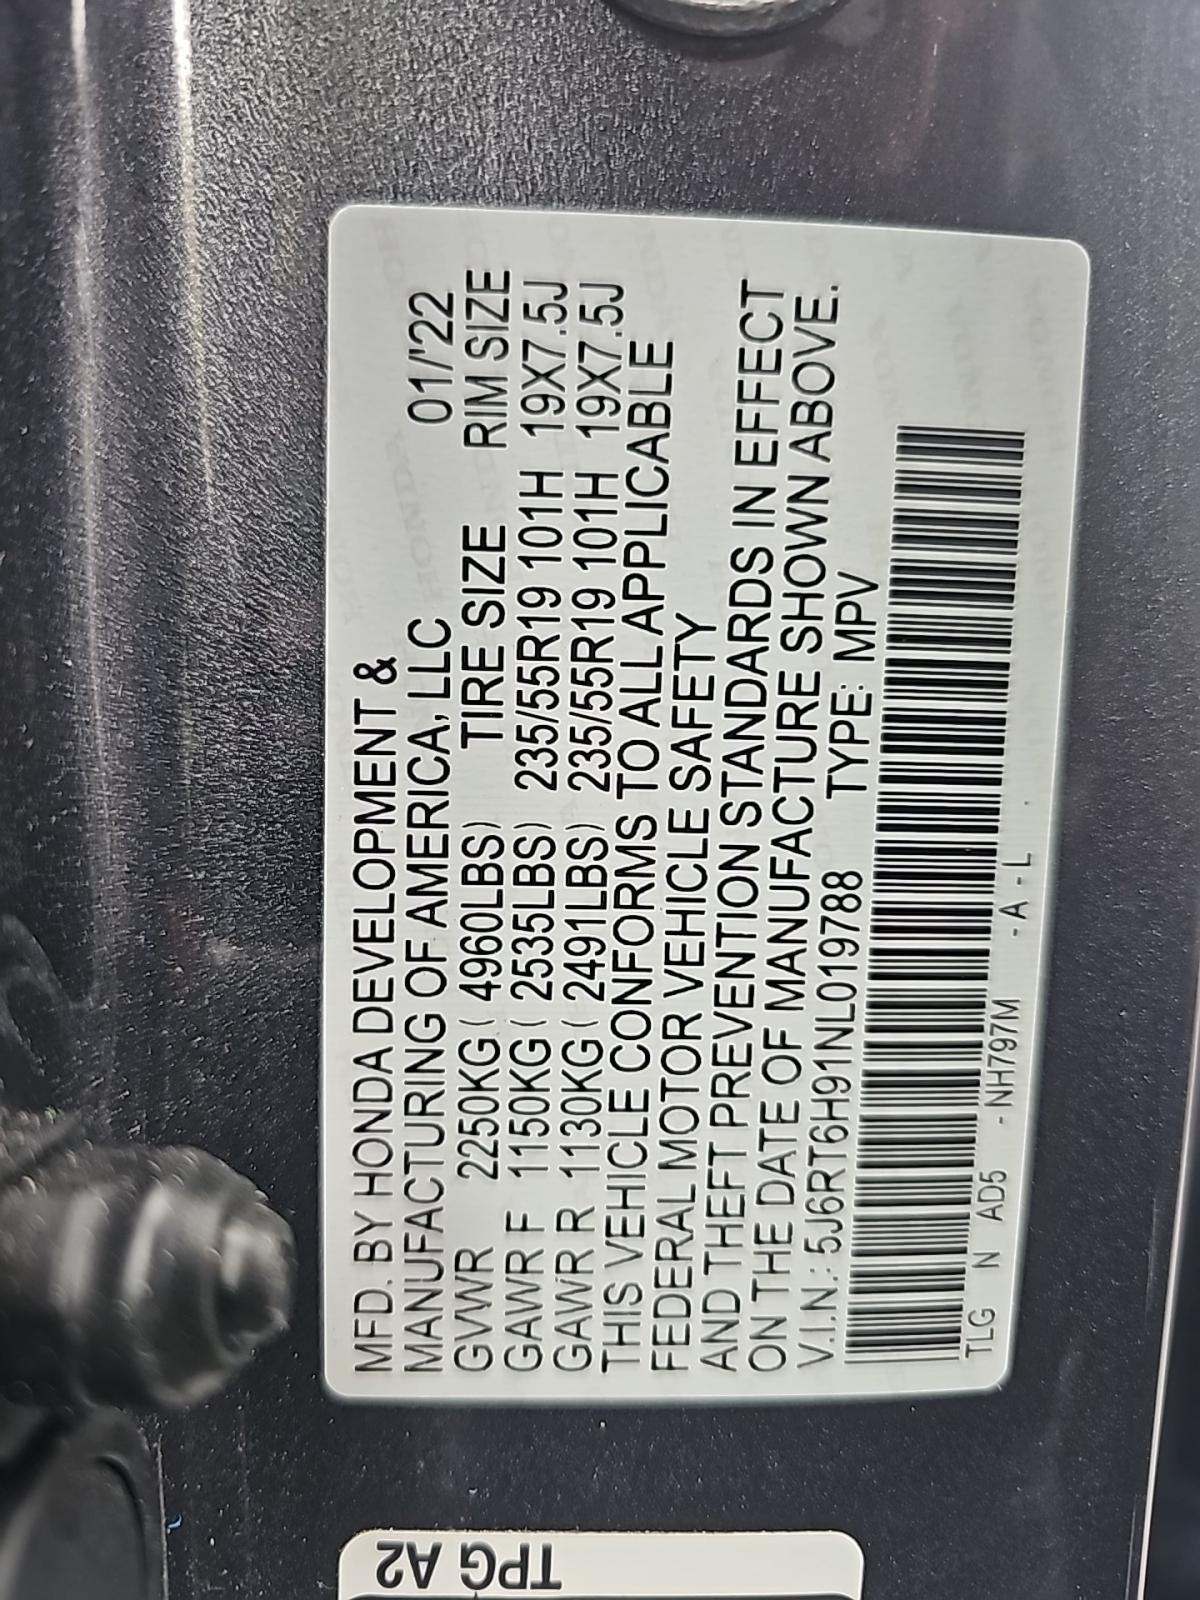 MFD. BY HONDA DEVELOPMENT &
MANUFACTURING OF AMERICA, LLC 01/'22
GVWR 2250KG ( 4960LBS) TIRE SIZE RIM SIZE
GAWR F 1150KG ( 2535LBS) 235/55R19 101H 19X7.5J
GAWR R 1130KG ( 2491LBS) 235/55R19 101H 19X7.5J
THIS VEHICLE CONFORMS TO ALL APPLICABLE
FEDERAL MOTOR VEHICLE SAFETY
AND THEFT PREVENTION STANDARDS IN EFFECT
ON THE DATE OF MANUFACTURE SHOWN ABOVE.
V.I.N.: 5J6RT6H91NL019788 TYPE: MPV
TLG N AD5 - NH797M - A - L
TPG A2